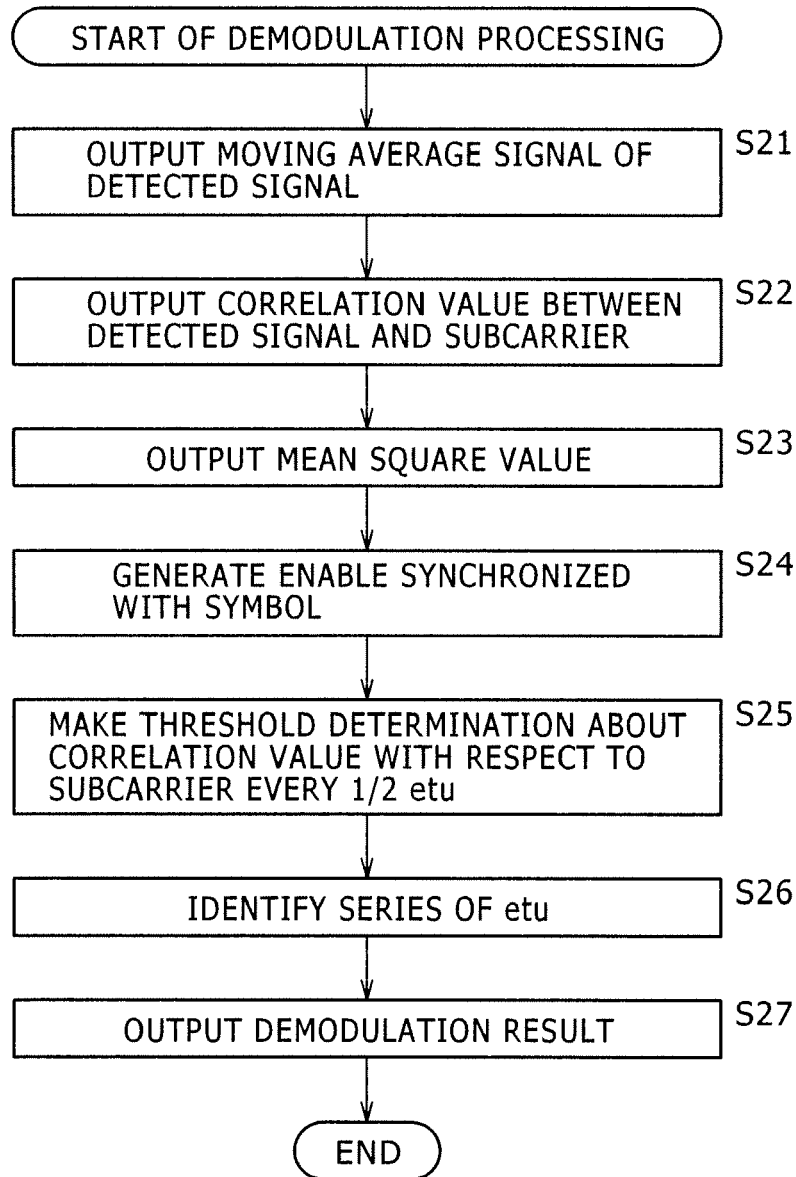 START OF DEMODULATION PROCESSING
S21
OUTPUT MOVING AVERAGE SIGNAL OF
DETECTED SIGNAL
S22
OUTPUT CORRELATION VALUE BETWEEN
DETECTED SIGNAL AND SUBCARRIER
S23
OUTPUT MEAN SQUARE VALUE
S24
GENERATE ENABLE SYNCHRONIZED
WITH SYMBOL
S25
MAKE THRESHOLD DETERMINATION ABOUT
CORRELATION VALUE WITH RESPECT TO
SUBCARRIER EVERY 1/2 etu
S26
IDENTIFY SERIES OF etu
S27
OUTPUT DEMODULATION RESULT
END